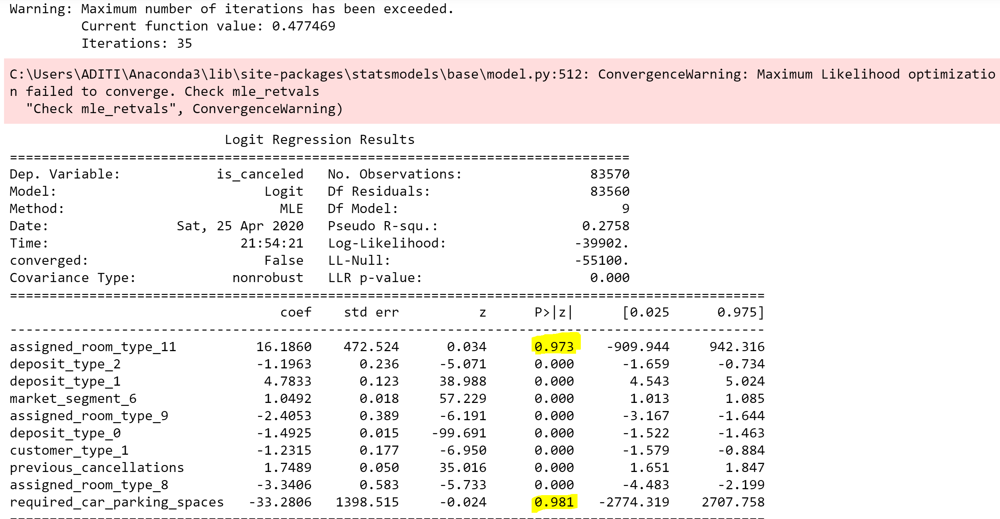 Warning: Maximum number of iterations has been exceeded.
Current function value: 0.477469
Iterations: 35
C:\Users\ADITI\Anaconda3\lib\site-packages\statsmodels\base\model.py:512: ConvergenceWarning: Maximum Likelihood optimizatio
n failed to converge. Check mle_retvals
"Check mle_retvals", ConvergenceWarning)
Logit Regression Results
==============================================================================
Dep. Variable: is_canceled No. Observations: 83570
Model: Logit Df Residuals: 83560
Method: MLE Df Model: 9
Date: Sat, 25 Apr 2020 Pseudo R-squ.: 0.2758
Time: 21:54:21 Log-Likelihood: -39902.
converged: False LL-Null: -55100.
Covariance Type: nonrobust LLR p-value: 0.000
===============================================================================================
coef std err z P>|z| [0.025 0.975]
-----------------------------------------------------------------------------------------------
assigned_room_type_11 16.1860 472.524 0.034 0.973 -909.944 942.316
deposit_type_2 -1.1963 0.236 -5.071 0.000 -1.659 -0.734
deposit_type_1 4.7833 0.123 38.988 0.000 4.543 5.024
market_segment_6 1.0492 0.018 57.229 0.000 1.013 1.085
assigned_room_type_9 -2.4053 0.389 -6.191 0.000 -3.167 -1.644
deposit_type_0 -1.4925 0.015 -99.691 0.000 -1.522 -1.463
customer_type_1 -1.2315 0.177 -6.950 0.000 -1.579 -0.884
previous_cancellations 1.7489 0.050 35.016 0.000 1.651 1.847
assigned_room_type_8 -3.3406 0.583 -5.733 0.000 -4.483 -2.199
required_car_parking_spaces -33.2806 1398.515 -0.024 0.981 -2774.319 2707.758
===============================================================================================